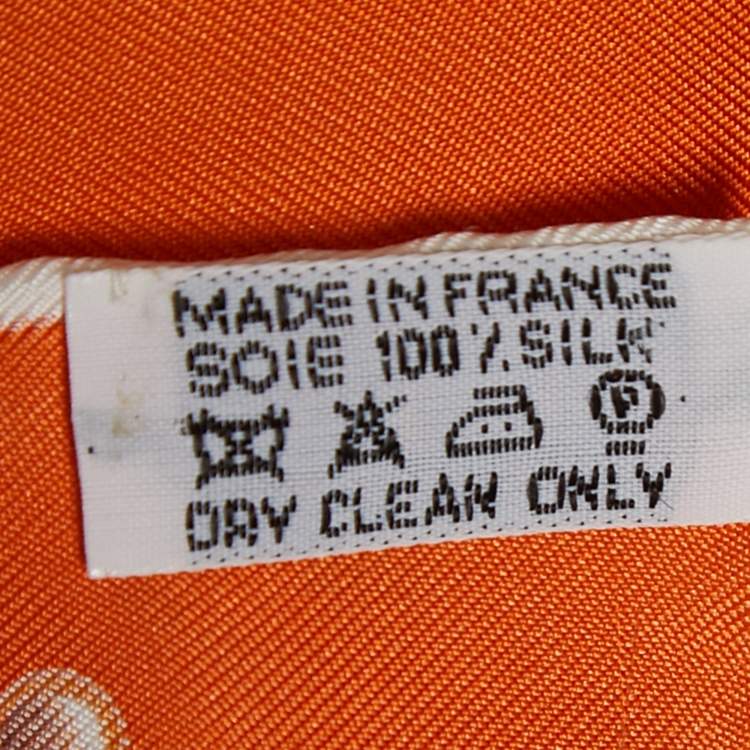 MADE IN FRANCE
SOIE 100% SILK
P
DRY CLEAN ONLY